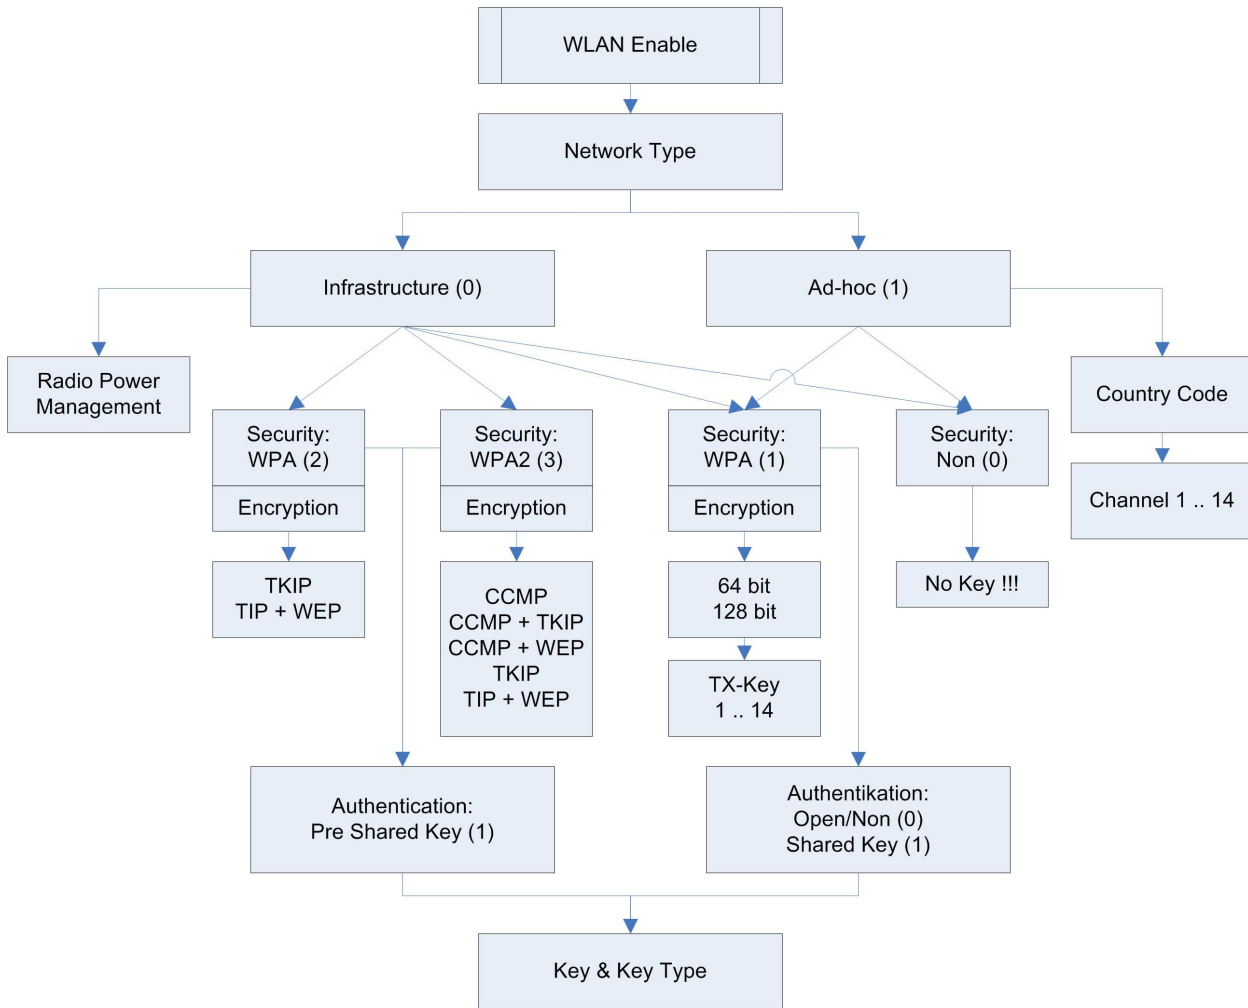 WLAN Enable
Network Type
Infrastructure (0)
Ad-hoc (1)
Radio Power
Management
Country Code
Security:
WPA (2)
Security:
WPA2 (3)
Security:
WPA (1)
Security:
Non (0)
Channel 1 .. 14
Encryption
Encryption
Encryption
TKIP
TIP + WEP
CCMP
CCMP + TKIP
CCMP + WEP
TKIP
TIP + WEP
64 bit
128 bit
No Key !!!
TX-Key
1 .. 14
Authentication:
Pre Shared Key (1)
Authentikation:
Open/Non (0)
Shared Key (1)
Key & Key Type